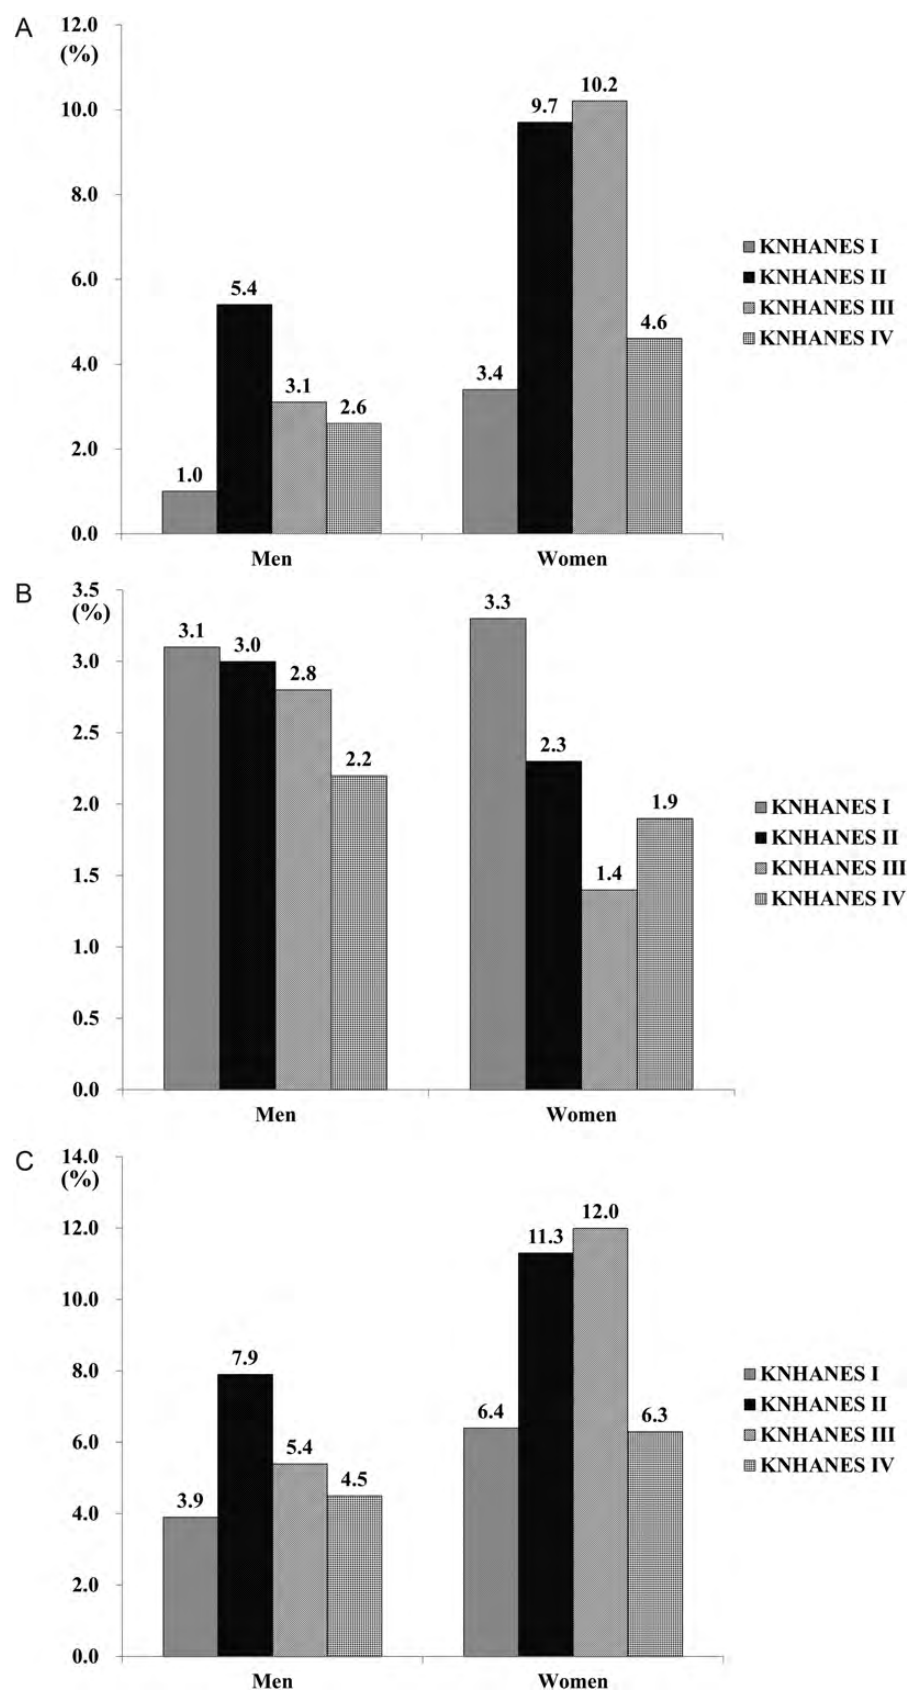 A
12.0
(%)
10.0
8.0
6.0
4.0
2.0
0.0
1.0
5.4
3.1
2.6
3.4
9.7
10.2
4.6
Men
Women
KNHANES I
KNHANES II
KNHANES III
KNHANES IV
B
3.5
(%)
3.0
2.5
2.0
1.5
1.0
0.5
0.0
3.1
3.0
2.8
2.2
3.3
2.3
1.4
1.9
Men
Women
KNHANES I
KNHANES II
KNHANES III
KNHANES IV
C
14.0
(%)
12.0
10.0
8.0
6.0
4.0
2.0
0.0
3.9
7.9
5.4
4.5
6.4
11.3
12.0
6.3
Men
Women
KNHANES I
KNHANES II
KNHANES III
KNHANES IV